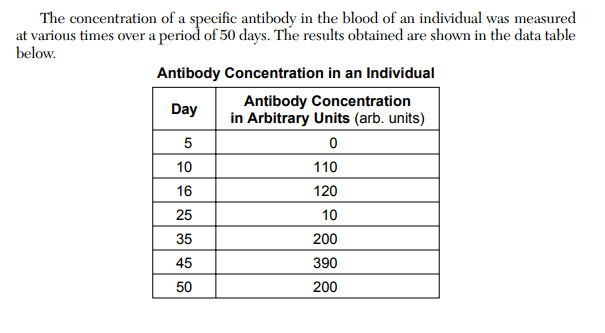 The concentration of a specific antibody in the blood of an individual was measured
at various times over a period of 50 days. The results obtained are shown in the data table
below.
Antibody Concentration in an Individual
Day
Antibody Concentration
in Arbitrary Units (arb. units)
5 0
10 110
16 120
25 10
35 200
45 390
50 200